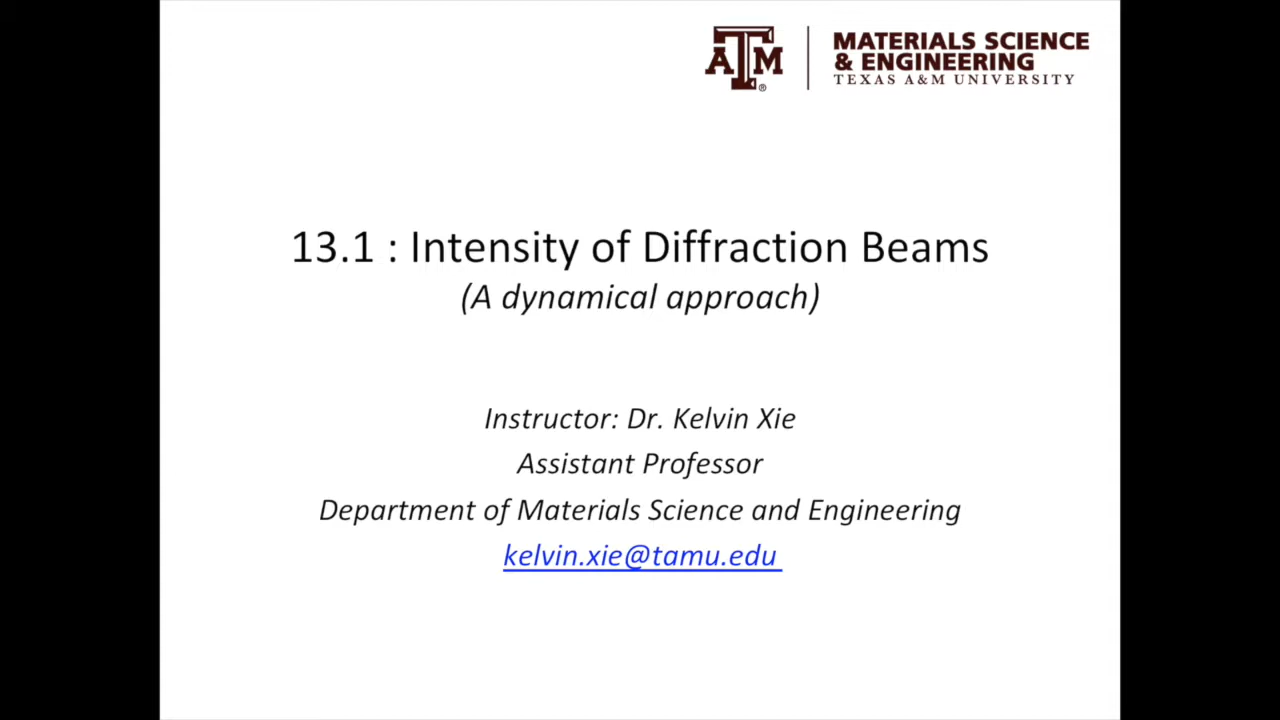 ATM®
MATERIALS SCIENCE
& ENGINEERING
TEXAS A&M UNIVERSITY
13.1 : Intensity of Diffraction Beams
(A dynamical approach)
Instructor: Dr. Kelvin Xie
Assistant Professor
Department of Materials Science and Engineering
kelvin.xie@tamu.edu